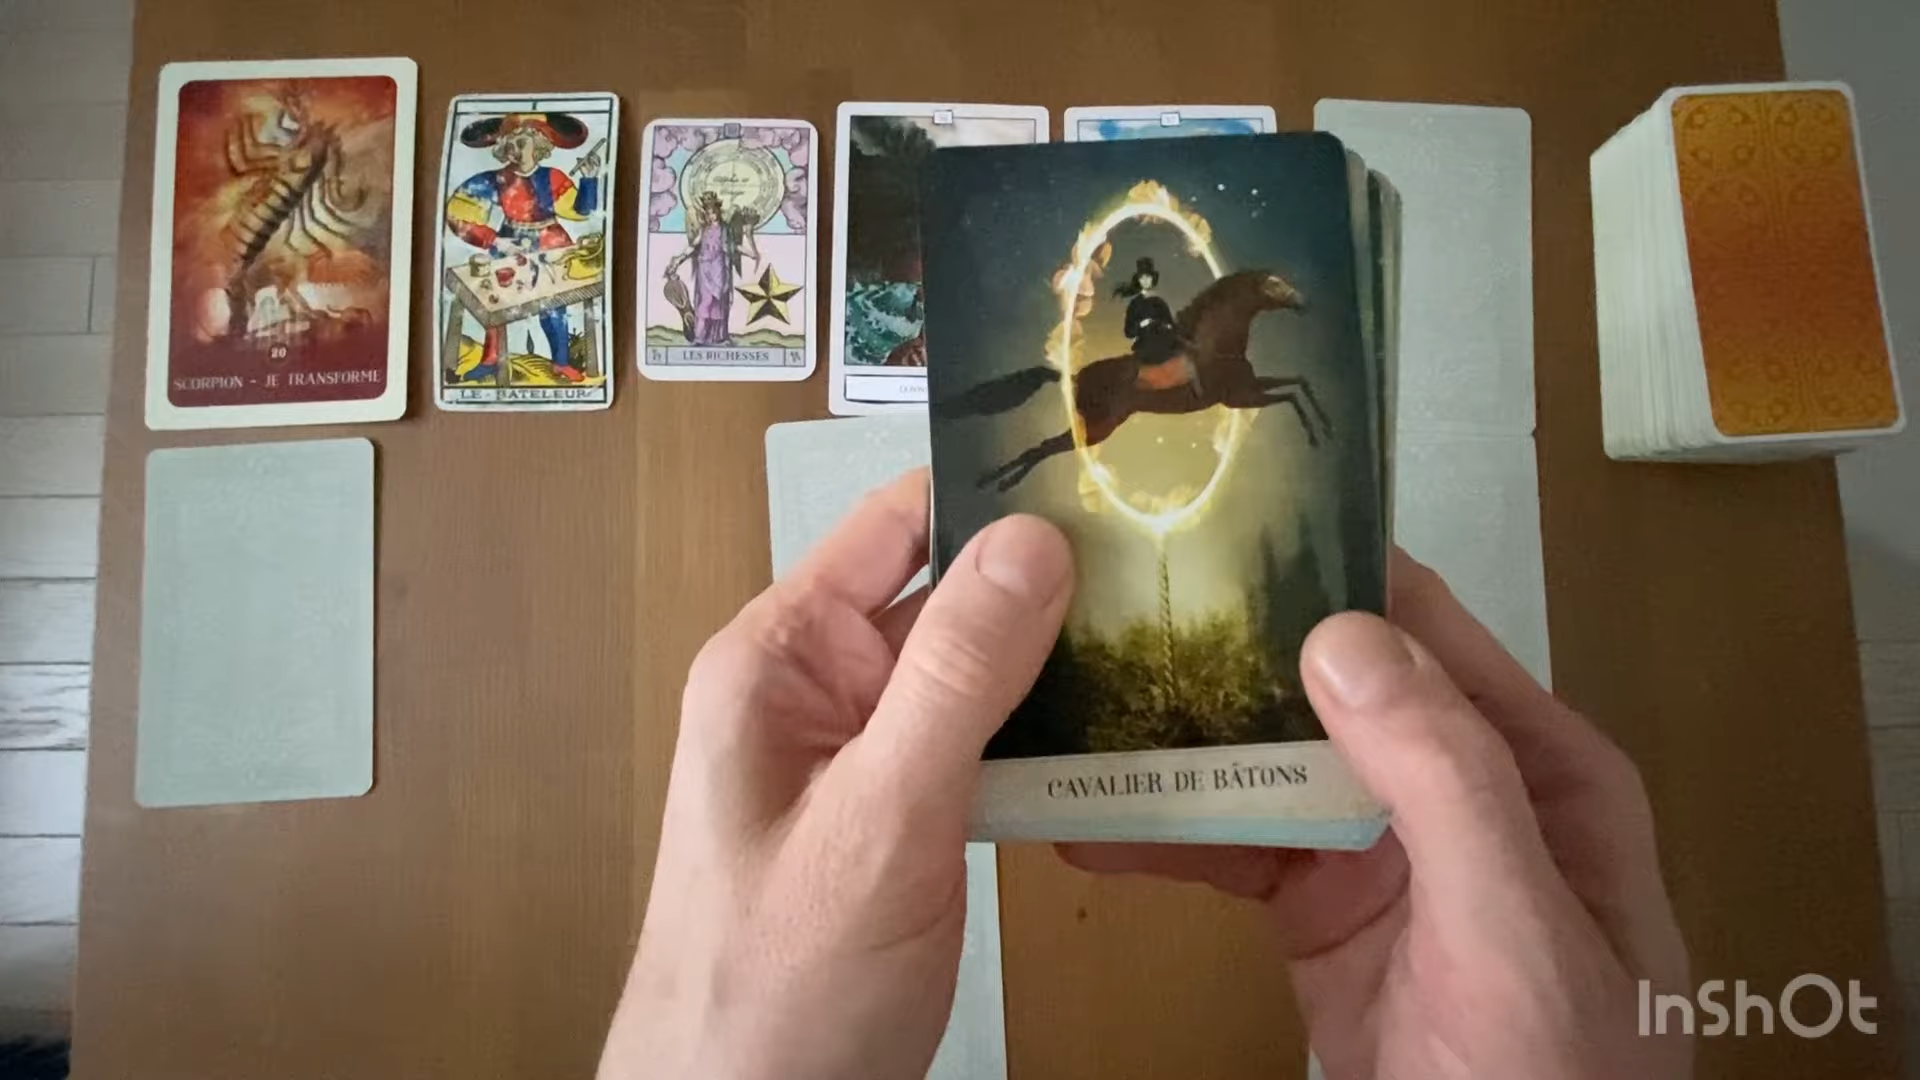 20
SCORPION - JE TRANSFORME
LE·BATELEUR·
LES RICHESSES
CAVALIER DE BÂTONS
InShOt